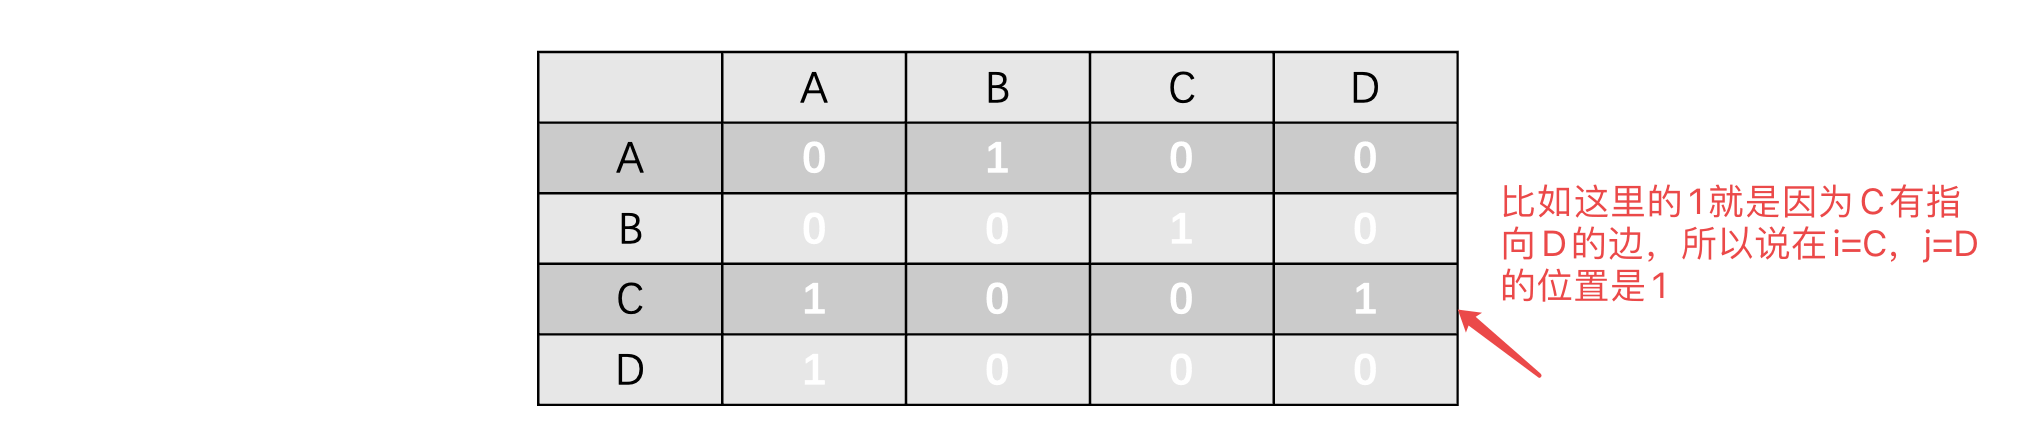 A B C D
A 0 1 0 0
B 0 0 1 0
C 1 0 0 1
D 1 0 0 0
比如这里的1就是因为C有指
向D的边，所以说在i=C，j=D
的位置是1